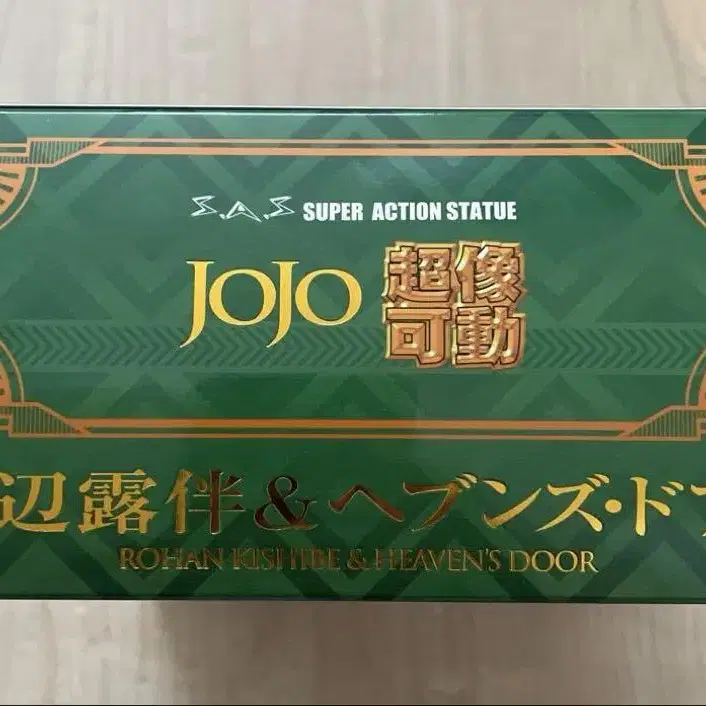 S.A.S SUPER ACTION STATUE
JOJO 超像可動
辺露伴&ヘブンズ・ドア
ROHAN KISHIBE & HEAVEN'S DOOR